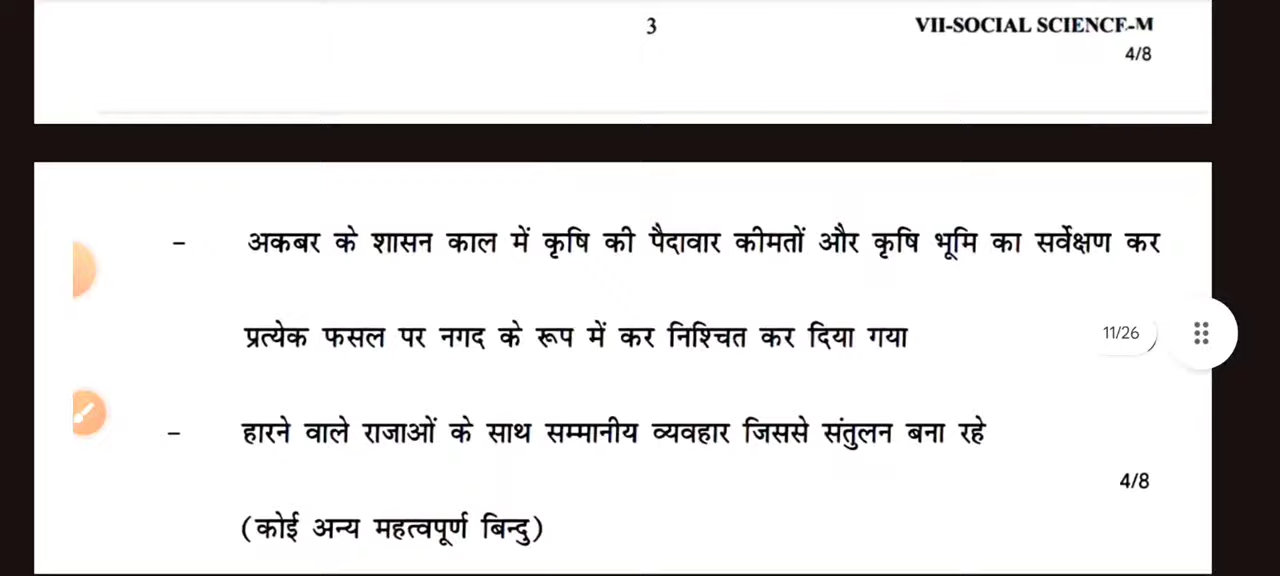 3
VII-SOCIAL SCIENCE-M
4/8
- अकबर के शासन काल में कृषि की पैदावार कीमतों और कृषि भूमि का सर्वेक्षण कर
प्रत्येक फसल पर नगद के रूप में कर निश्चित कर दिया गया
11/26
- हारने वाले राजाओं के साथ सम्मानीय व्यवहार जिससे संतुलन बना रहे
4/8
(कोई अन्य महत्वपूर्ण बिन्दु)